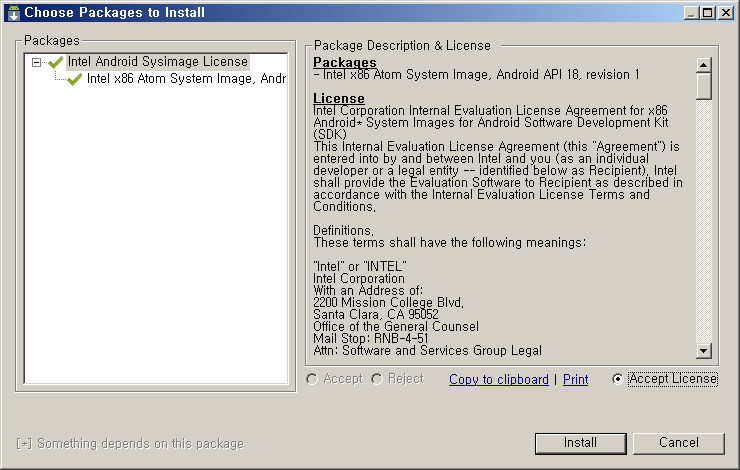 Choose Packages to Install
Packages
Intel Android Sysimage License
Intel x86 Atom System Image, Andr
Package Description & License
Packages
- Intel x86 Atom System Image, Android API 18, revision 1
License
Intel Corporation Internal Evaluation License Agreement for x86
Android* System Images for Android Software Development Kit
(SDK)
This Internal Evaluation License Agreement (this "Agreement") is
entered into by and between Intel and you (as an individual
developer or a legal entity -- identified below as Recipient). Intel
shall provide the Evaluation Software to Recipient as described in
accordance with the Internal Evaluation License Terms and
Conditions.
Definitions.
These terms shall have the following meanings:
"Intel" or "INTEL"
Intel Corporation
With an Address of:
2200 Mission College Blvd.
Santa Clara, CA 95052
Office of the General Counsel
Mail Stop: RNB-4-51
Attn: Software and Services Group Legal
Accept Reject Copy to clipboard | Print Accept License
[*] Something depends on this package
Install Cancel